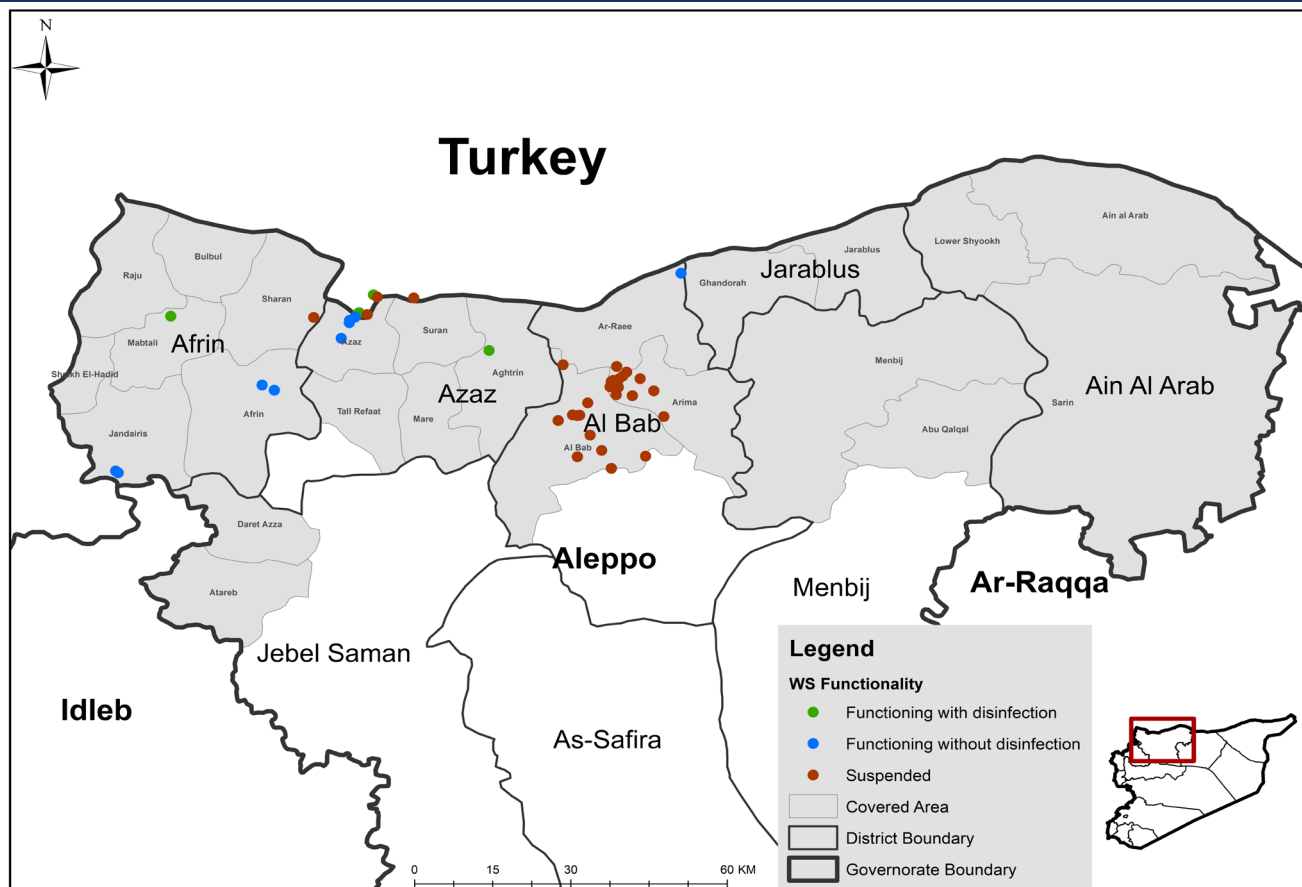 N
Turkey
Bulbul
Raju
Sharan
Mabtali
Afrin
Sheikh El-Hadid
Afrin
Jandairis
Azaz
Suran
Aghtrin
Azaz
Tall Refaat
Mare
Ar-Raee
Arima
Al Bab
Al Bab
Ghandorah
Jarablus
Jarablus
Lower Shyookh
Ain al Arab
Menbij
Ain Al Arab
Sarin
Abu Qalqal
Daret Azza
Atareb
Aleppo
Menbij
Ar-Raqqa
Jebel Saman
Idleb
As-Safira
Legend
WS Functionality
Functioning with disinfection
Functioning without disinfection
Suspended
Covered Area
District Boundary
Governorate Boundary
0 15 30 60 KM